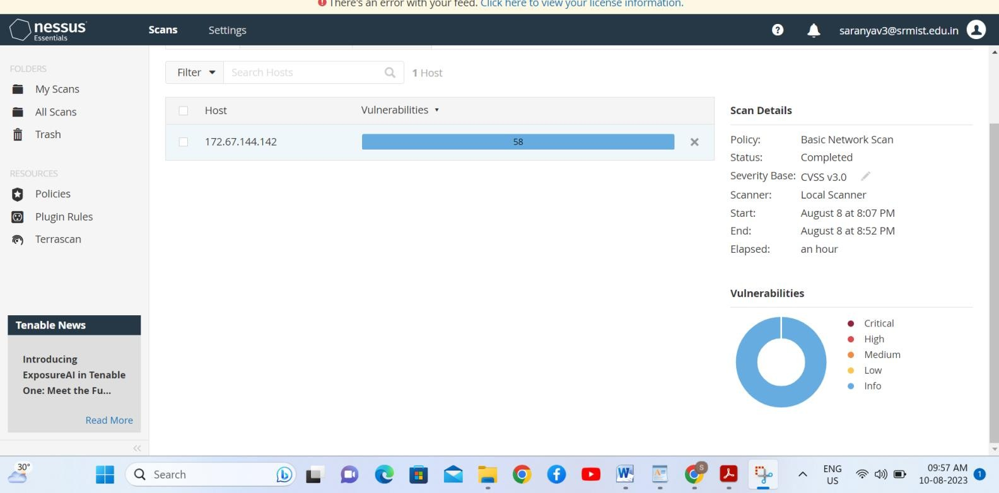 There's an error with your feed. Click here to view your license information.
nessus
Essentials
Scans
Settings
?
saranyav3@srmist.edu.in
FOLDERS
My Scans
All Scans
Trash
RESOURCES
Policies
Plugin Rules
Terrascan
Tenable News
Introducing
ExposureAI in Tenable
One: Meet the Fu...
Read More
Filter
Search Hosts
1 Host
Host
Vulnerabilities
172.67.144.142
58
Scan Details
Policy: Basic Network Scan
Status: Completed
Severity Base: CVSS v3.0
Scanner: Local Scanner
Start: August 8 at 8:07 PM
End: August 8 at 8:52 PM
Elapsed: an hour
Vulnerabilities
Critical
High
Medium
Low
Info
30°
Search
S
ENG
US
09:57 AM
10-08-2023
1